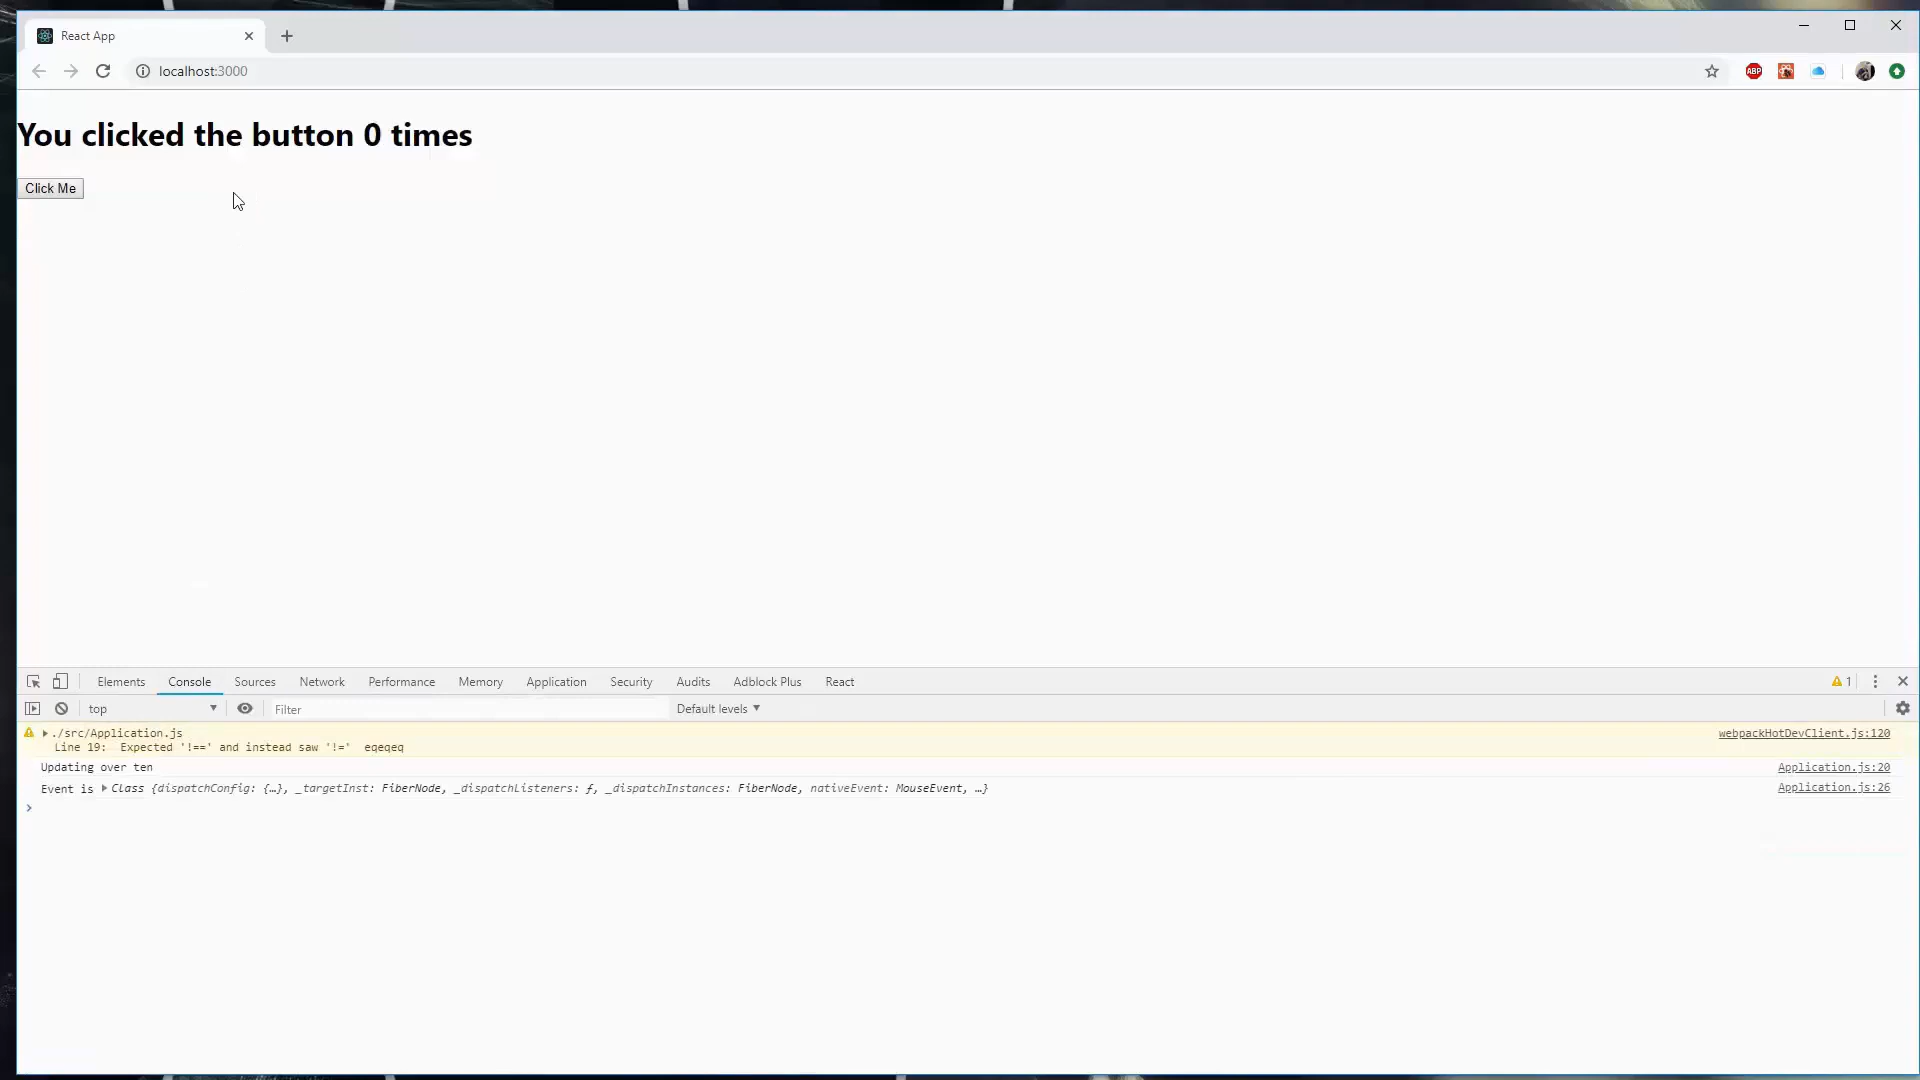 React App
localhost:3000
ABP
You clicked the button 0 times
Click Me
Elements Console Sources Network Performance Memory Application Security Audits Adblock Plus React 1
top Filter Default levels
./src/Application.js webpackHotDevClient.js:120
Line 19: Expected '!==' and instead saw '!=' eqeqeq
Updating over ten Application.js:20
Event is Class {dispatchConfig: {…}, _targetInst: FiberNode, _dispatchListeners: ƒ, _dispatchInstances: FiberNode, nativeEvent: MouseEvent, …} Application.js:26